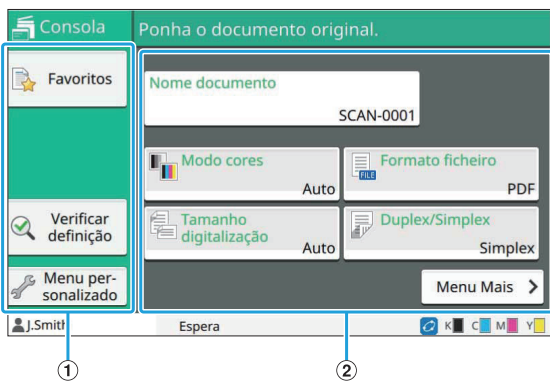 Consola
Ponha o documento original.
Favoritos
Nome documento
SCAN-0001
Modo cores
Auto
Formato ficheiro
FILE
PDF
Verificar
definição
Tamanho
digitalização
Auto
Duplex/Simplex
Simplex
Menu per-
sonalizado
Menu Mais
J.Smith
Espera
K C M Y
1
2